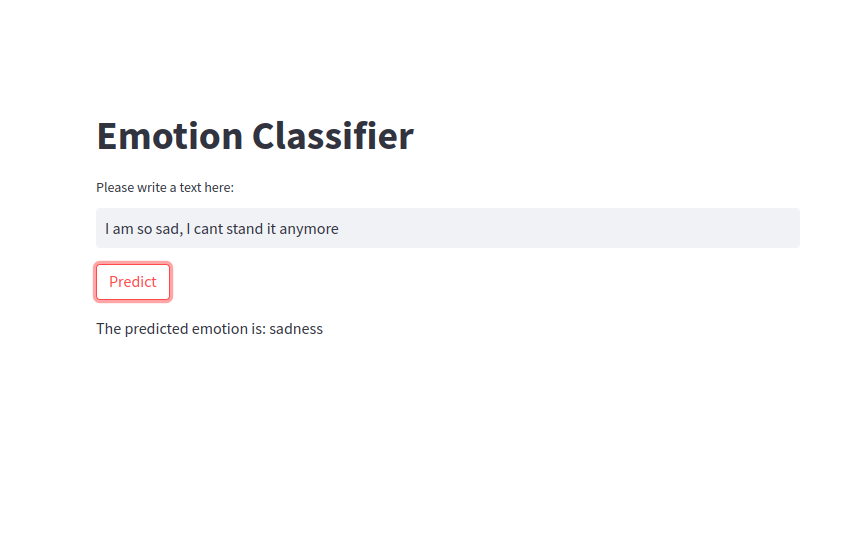 Emotion Classifier
Please write a text here:
I am so sad, I cant stand it anymore
Predict
The predicted emotion is: sadness